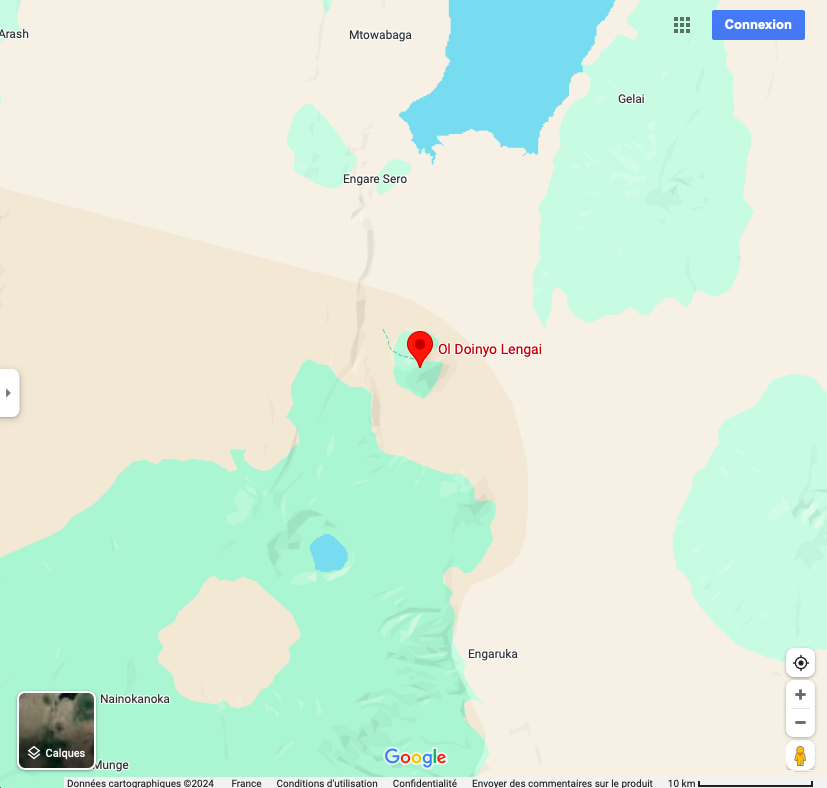 Connexion
Arash
Mtowabaga
Gelai
Engare Sero
Ol Doinyo Lengai
Engaruka
Nainokanoka
Calques
Munge
Google
Données cartographiques ©2024 France Conditions d'utilisation Confidentialité Envoyer des commentaires sur le produit 10 km